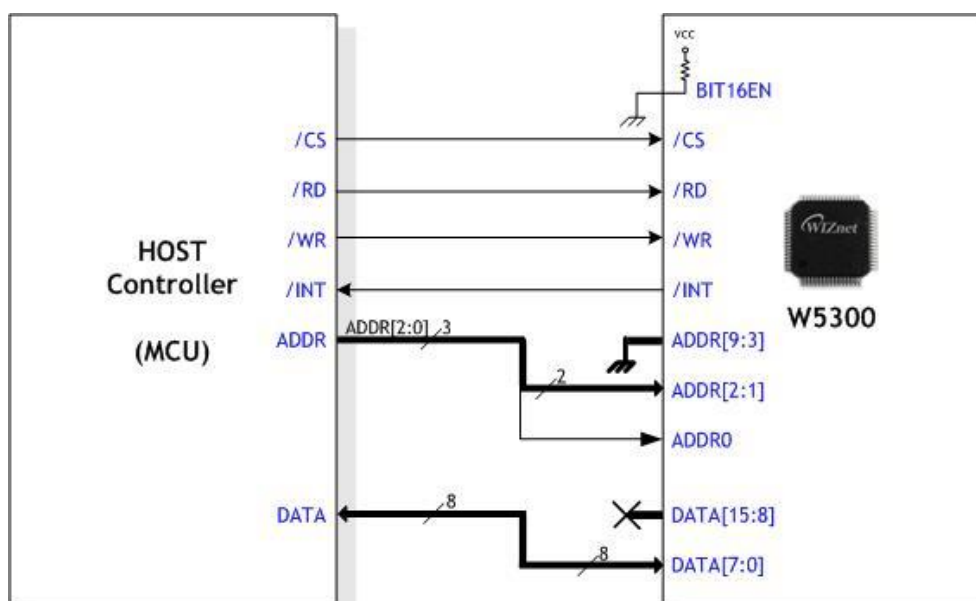 vcc
BIT16EN
/CS
/CS
/RD
/RD
/WR
/WR
WIZnet
HOST
Controller
(MCU)
/INT
/INT
W5300
ADDR
ADDR[2:0]
3
ADDR[9:3]
2
ADDR[2:1]
ADDR0
DATA
8
DATA[15:8]
8
DATA[7:0]